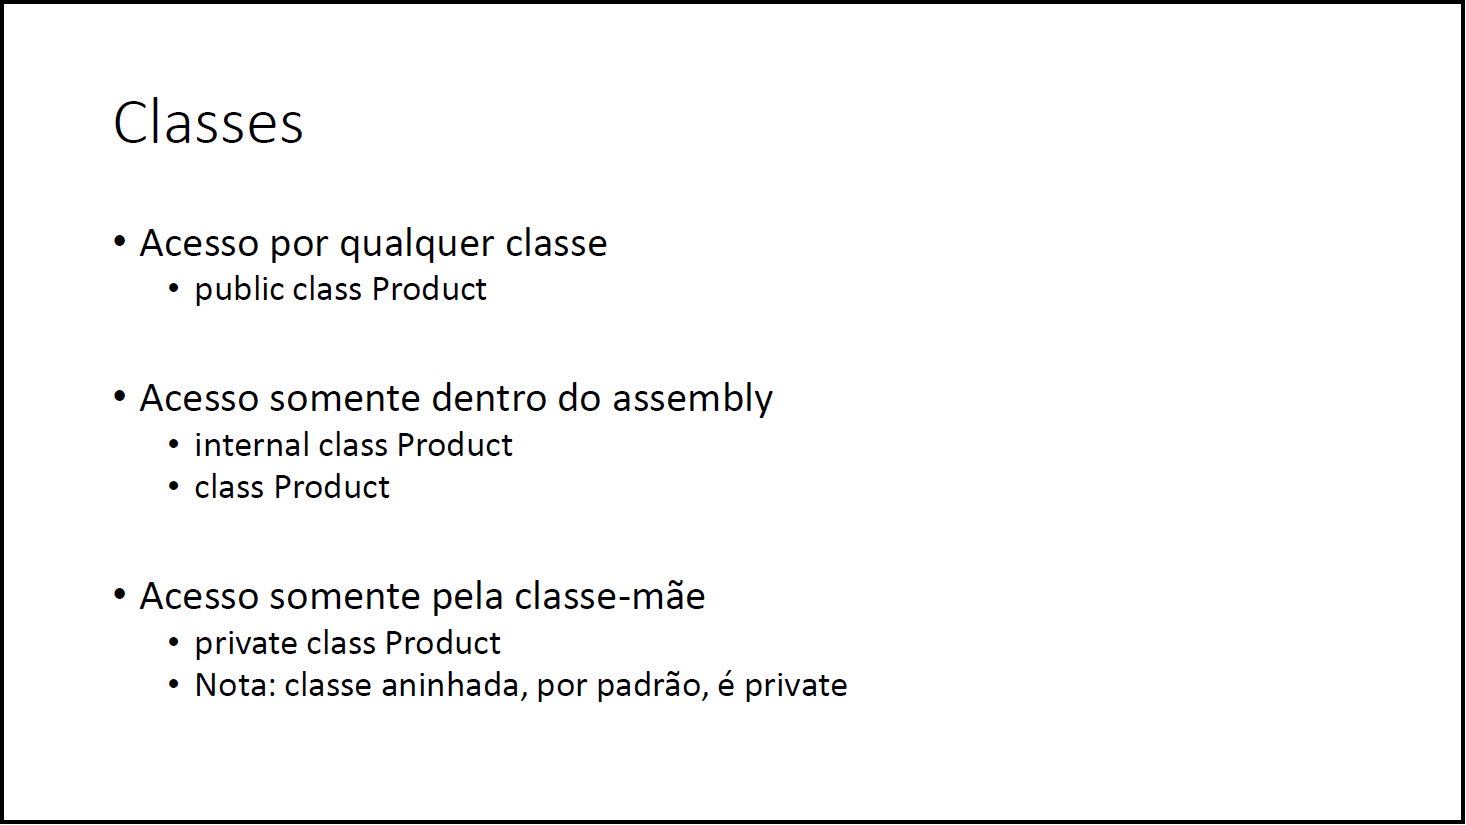 Classes
• Acesso por qualquer classe
• public class Product
• Acesso somente dentro do assembly
• internal class Product
• class Product
• Acesso somente pela classe-mãe
• private class Product
• Nota: classe aninhada, por padrão, é private